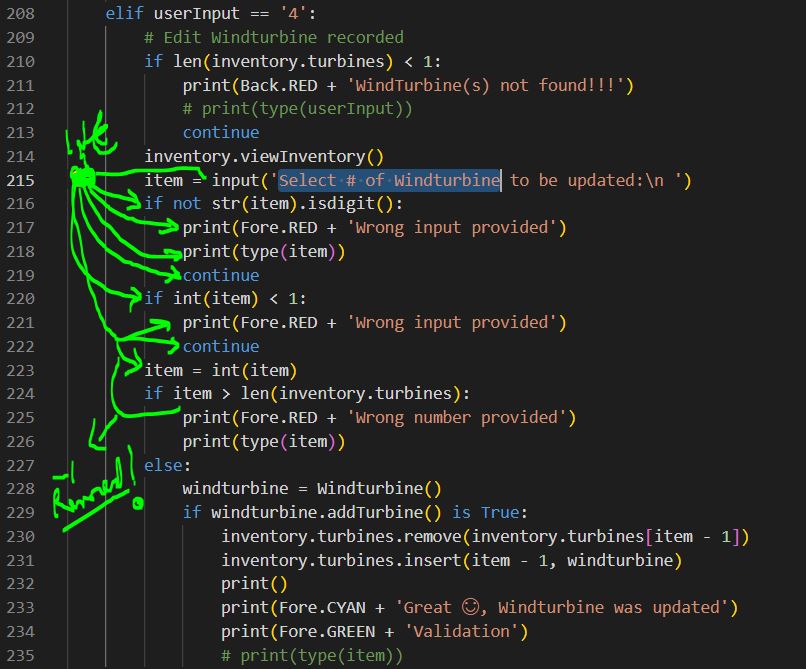 208 elif userInput == '4':
209 # Edit Windturbine recorded
210 if len(inventory.turbines) < 1:
211 print(Back.RED + 'WindTurbine(s) not found!!!')
212 # print(type(userInput))
213 continue
214 inventory.viewInventory()
215 item = input('Select # of Windturbine to be updated:\n ')
216 if not str(item).isdigit():
217 print(Fore.RED + 'Wrong input provided')
218 print(type(item))
219 continue
220 if int(item) < 1:
221 print(Fore.RED + 'Wrong input provided')
222 continue
223 item = int(item)
224 if item > len(inventory.turbines):
225 print(Fore.RED + 'Wrong number provided')
226 print(type(item))
227 else:
228 windturbine = Windturbine()
229 if windturbine.addTurbine() is True:
230 inventory.turbines.remove(inventory.turbines[item - 1])
231 inventory.turbines.insert(item - 1, windturbine)
232 print()
233 print(Fore.CYAN + 'Great ☺, Windturbine was updated')
234 print(Fore.GREEN + 'Validation')
235 # print(type(item))